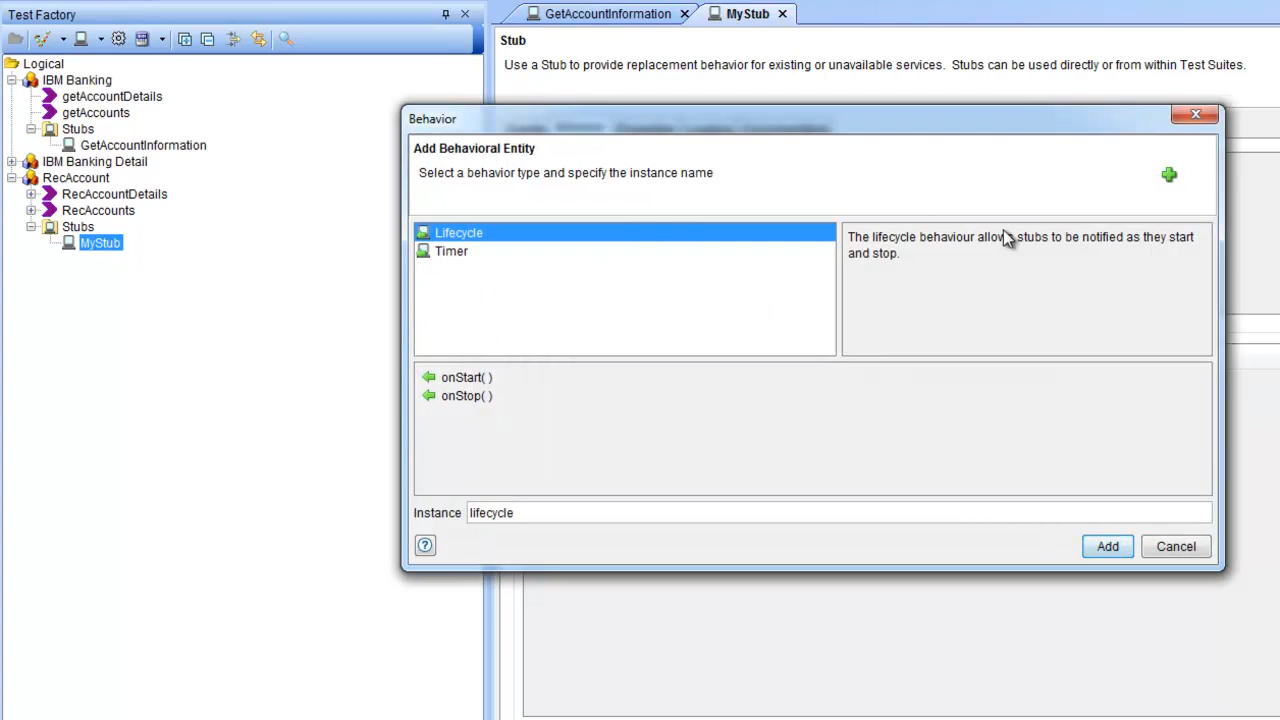 Test Factory
GetAccountInformation
MyStub
Logical
IBM Banking
getAccountDetails
getAccounts
Stubs
GetAccountInformation
IBM Banking Detail
RecAccount
RecAccountDetails
RecAccounts
Stubs
MyStub
Stub
Use a Stub to provide replacement behavior for existing or unavailable services. Stubs can be used directly or from within Test Suites.
Behavior
Add Behavioral Entity
Select a behavior type and specify the instance name
Lifecycle
Timer
The lifecycle behaviour allows stubs to be notified as they start
and stop.
onStart( )
onStop( )
Instance lifecycle
Add Cancel